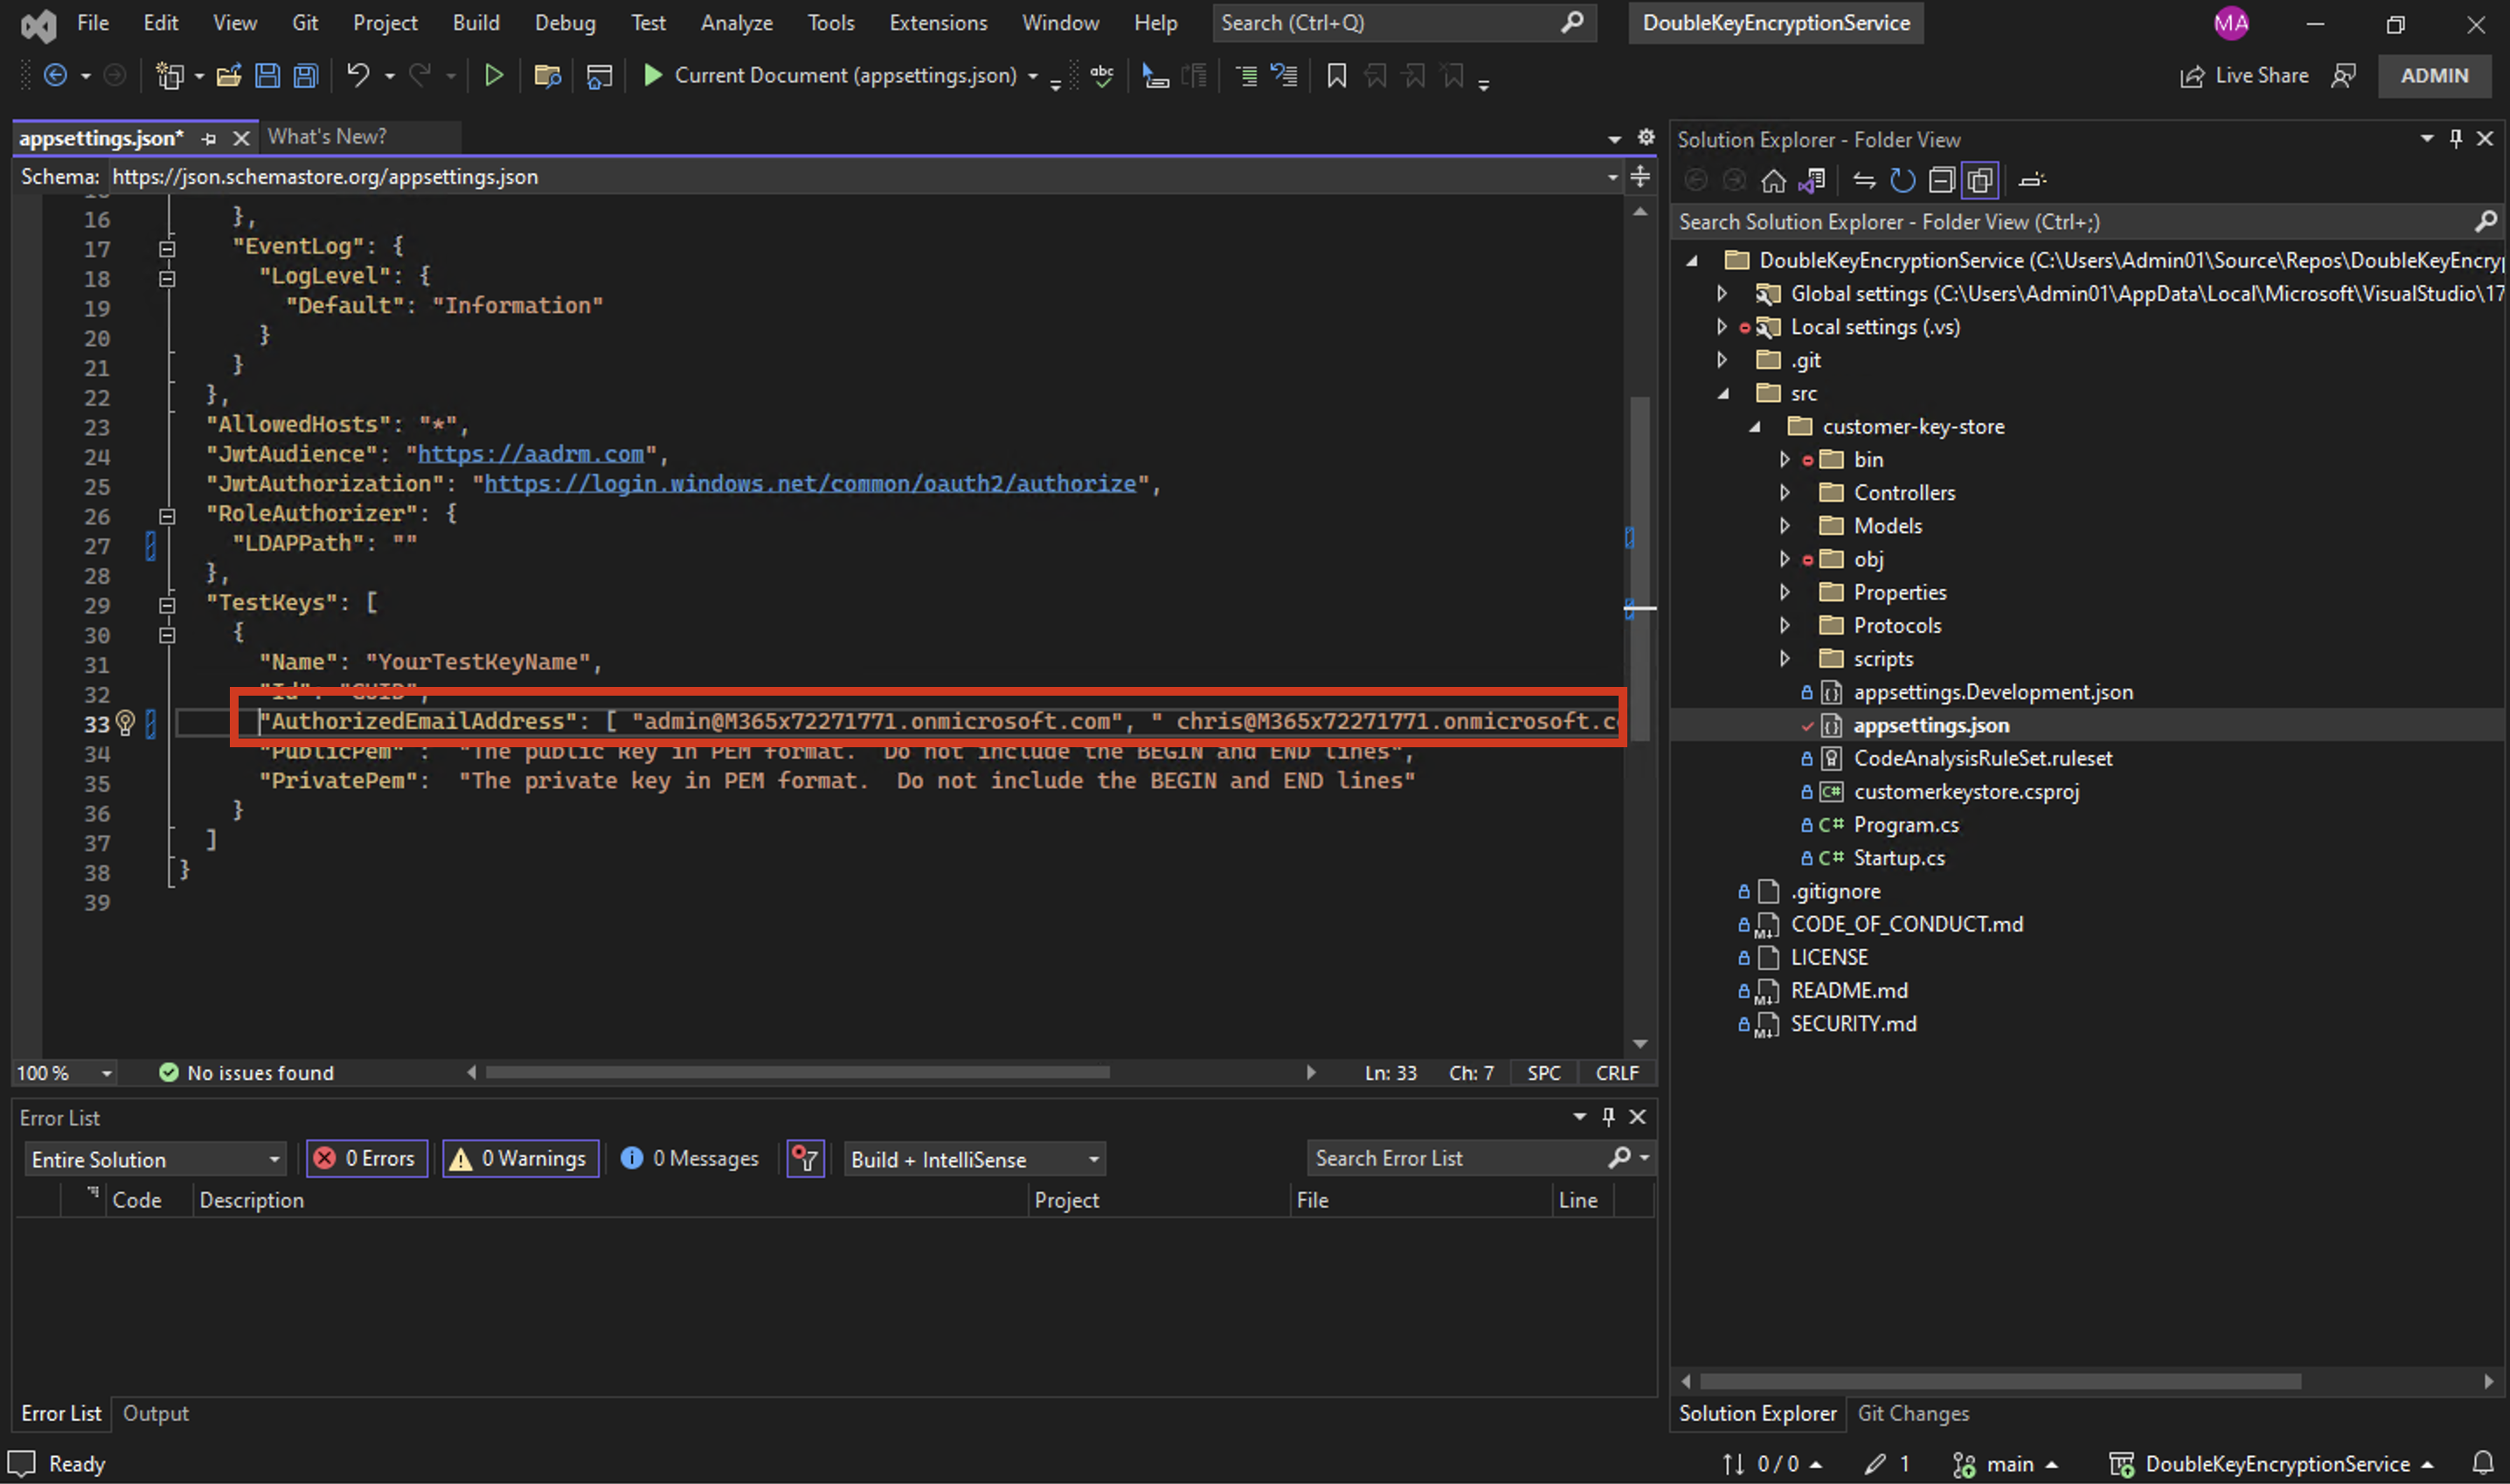 File Edit View Git Project Build Debug Test Analyze Tools Extensions Window Help Search (Ctrl+Q) DoubleKeyEncryptionService MA
Current Document (appsettings.json) Live Share ADMIN
appsettings.json* What's New?
Schema: https://json.schemastore.org/appsettings.json
16 },
17 "EventLog": {
18 "LogLevel": {
19 "Default": "Information"
20 }
21 }
22 },
23 "AllowedHosts": "*",
24 "JwtAudience": "https://aadrm.com",
25 "JwtAuthorization": "https://login.windows.net/common/oauth2/authorize",
26 "RoleAuthorizer": {
27 "LDAPPath": ""
28 },
29 "TestKeys": [
30 {
31 "Name": "YourTestKeyName",
32 "Id": "GUID",
33 "AuthorizedEmailAddress": [ "admin@M365x72271771.onmicrosoft.com", " chris@M365x72271771.onmicrosoft.c
34 "PublicPem" : "The public key in PEM format.  Do not include the BEGIN and END lines",
35 "PrivatePem":  "The private key in PEM format.  Do not include the BEGIN and END lines"
36 }
37 ]
38 }
39
100 % No issues found Ln: 33 Ch: 7 SPC CRLF
Error List
Entire Solution 0 Errors 0 Warnings 0 Messages Build + IntelliSense Search Error List
Code Description Project File Line
Error List Output
Solution Explorer - Folder View
Search Solution Explorer - Folder View (Ctrl+;)
DoubleKeyEncryptionService (C:\Users\Admin01\Source\Repos\DoubleKeyEncry
Global settings (C:\Users\Admin01\AppData\Local\Microsoft\VisualStudio\17
Local settings (.vs)
.git
src
customer-key-store
bin
Controllers
Models
obj
Properties
Protocols
scripts
appsettings.Development.json
appsettings.json
CodeAnalysisRuleSet.ruleset
customerkeystore.csproj
Program.cs
Startup.cs
.gitignore
CODE_OF_CONDUCT.md
LICENSE
README.md
SECURITY.md
Solution Explorer Git Changes
Ready 0 / 0 1 main DoubleKeyEncryptionService